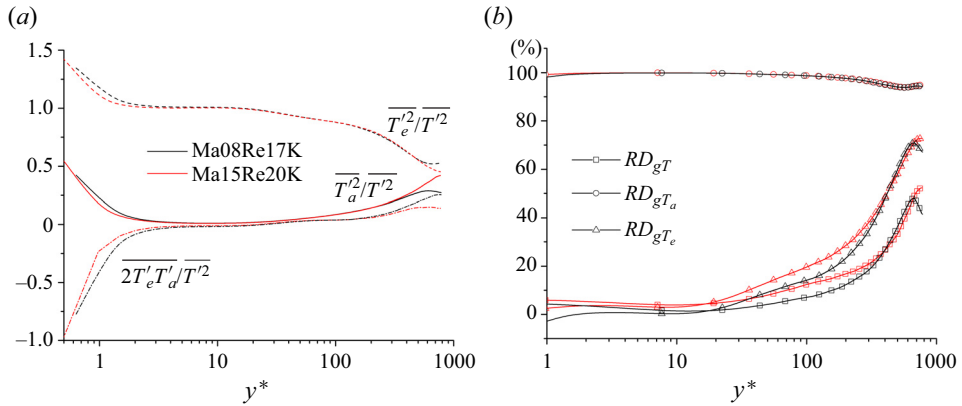 (a)
1.5
1.0
0.5
0
−0.5
−1.0
1
10
100
1000
y*
Ma08Re17K
Ma15Re20K
T′e²/T′²
T′a²/T′²
2T′eT′a/T′²
(b)
(%)
100
80
60
40
20
0
1
10
100
1000
y*
RDgT
RDgTa
RDgTe